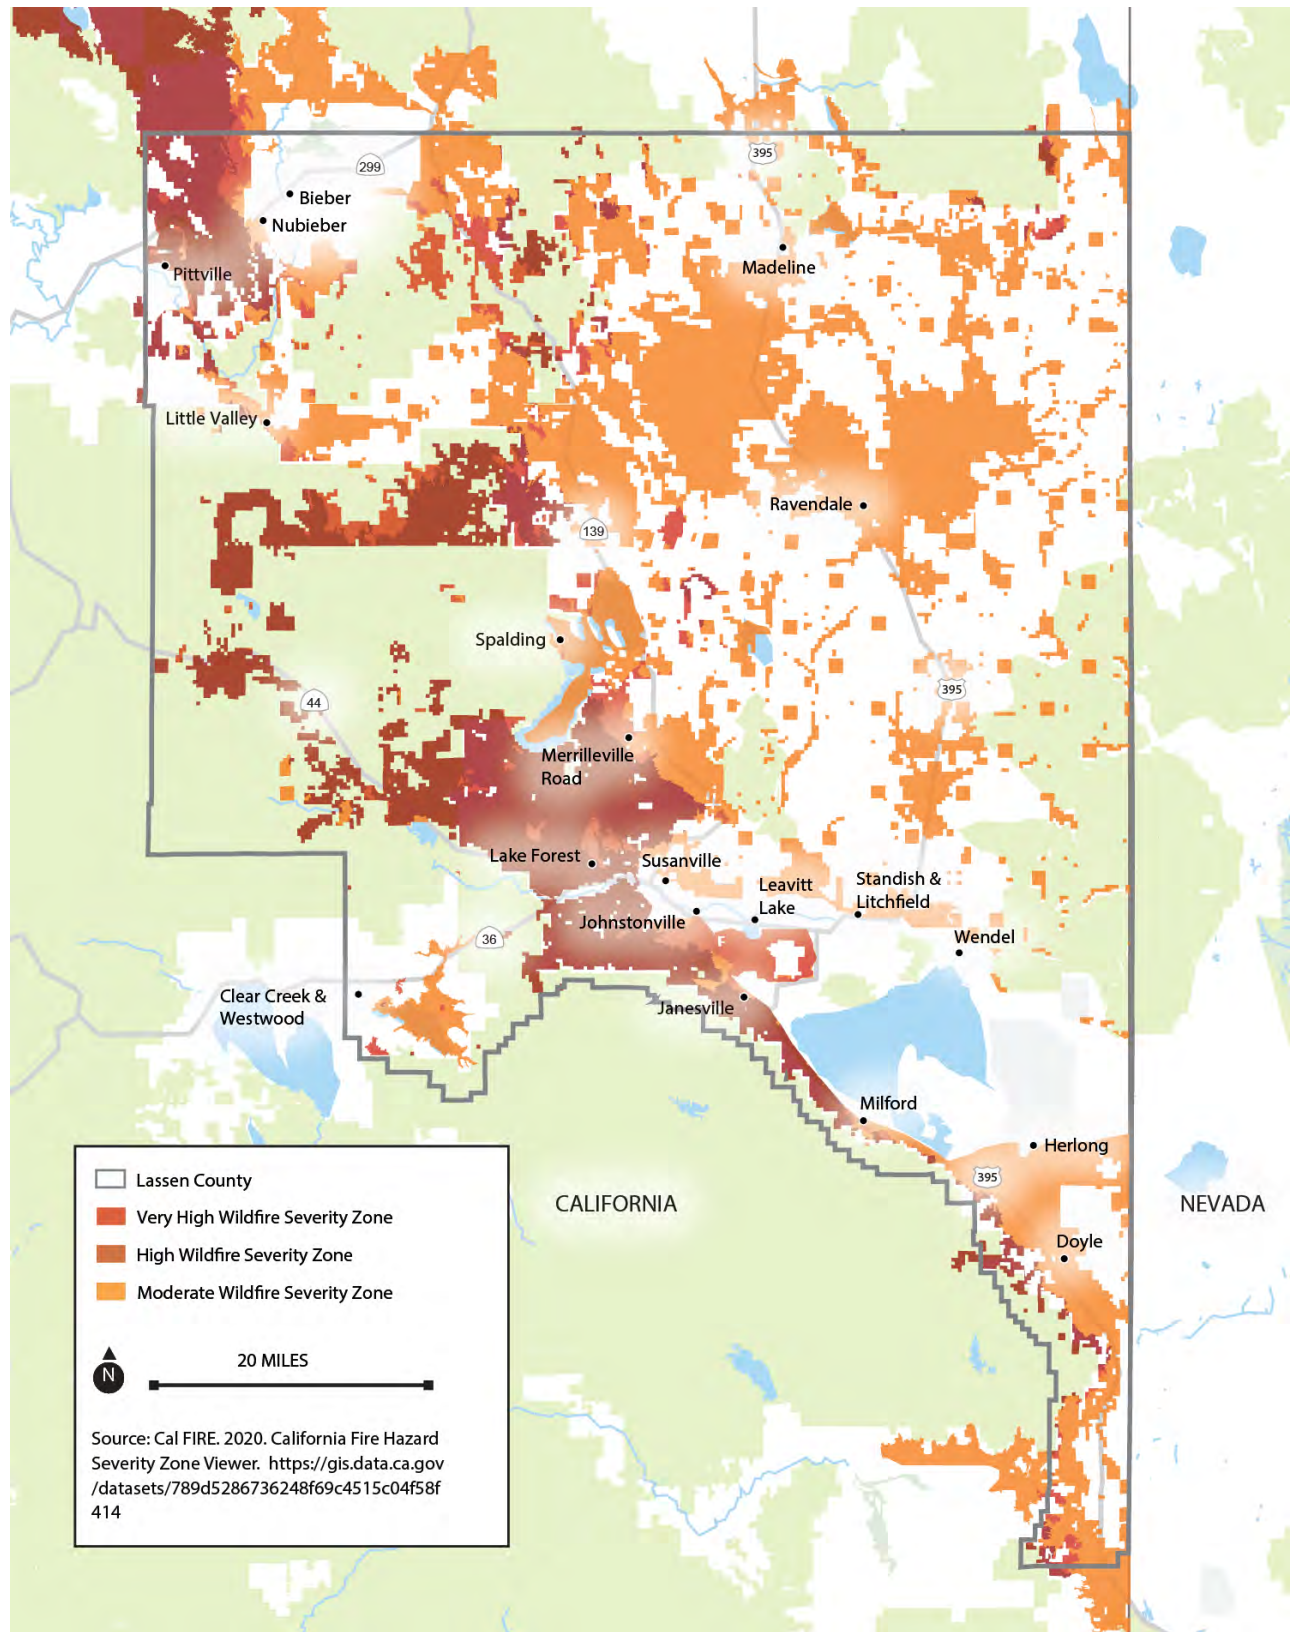 395
299
Bieber
Nubieber
Pittville
Madeline
Little Valley
Ravendale
139
Spalding
44
395
Merrilleville
Road
Lake Forest
Susanville
Leavitt
Lake
Standish &
Litchfield
Johnstonville
36
Wendel
Clear Creek &
Westwood
Janesville
Milford
Herlong
395
CALIFORNIA
NEVADA
Doyle
Lassen County
Very High Wildfire Severity Zone
High Wildfire Severity Zone
Moderate Wildfire Severity Zone
N
20 MILES
Source: Cal FIRE. 2020. California Fire Hazard
Severity Zone Viewer. https://gis.data.ca.gov
/datasets/789d5286736248f69c4515c04f58f
414